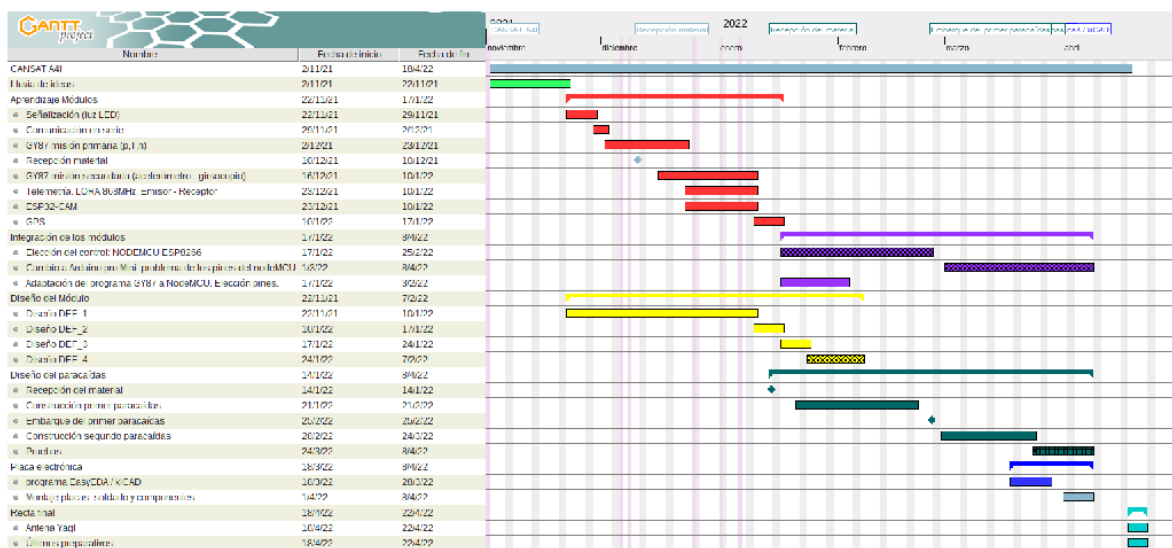 GANTT
project
2021
2022
CANSAT A4I
Recepción material
Recepción del material
Embarque del primer paracaídas
noviembre
diciembre
enero
febrero
marzo
abril
Nombre Fecha de inicio Fecha de fin
CANSAT A4I 2/11/21 18/4/22
Lluvia de ideas 2/11/21 22/11/21
Aprendizaje Módulos 22/11/21 17/1/22
Señalización (luz LED) 22/11/21 29/11/21
Comunicación en serie 29/11/21 2/12/21
GY87 misión primaria (p,T,h) 2/12/21 23/12/21
Recepción material 10/12/21 10/12/21
GY87 misión secundaria (acelerómetro - giroscopio) 16/12/21 10/1/22
Telemetría. LORA 868MHz. Emisor - Receptor 23/12/21 10/1/22
ESP32-CAM 23/12/21 10/1/22
GPS 10/1/22 17/1/22
Integración de los módulos 17/1/22 8/4/22
Elección del control: NODEMCU ESP8266 17/1/22 25/2/22
Cambio a Arduino pro Mini: problema de los pines del nodeMCU 1/3/22 8/4/22
Adaptación del programa GY87 a NodeMCU. Elección pines. 17/1/22 3/2/22
Diseño del Módulo 22/11/21 7/2/22
Diseño DEF_1 22/11/21 10/1/22
Diseño DEF_2 10/1/22 17/1/22
Diseño DEF_3 17/1/22 24/1/22
Diseño DEF_4 24/1/22 7/2/22
Diseño del paracaídas 14/1/22 8/4/22
Recepción del material 14/1/22 14/1/22
Construcción primer paracaídas 21/1/22 21/2/22
Embarque del primer paracaídas 25/2/22 25/2/22
Construcción segundo paracaídas 28/2/22 24/3/22
Pruebas 24/3/22 8/4/22
Placa electrónica 18/3/22 8/4/22
programa EasyEDA / kiCAD 18/3/22 28/3/22
Montaje placas: soldado y componentes 1/4/22 8/4/22
Recta final 18/4/22 22/4/22
Antena Yagi 18/4/22 22/4/22
Últimos preparativos 18/4/22 22/4/22